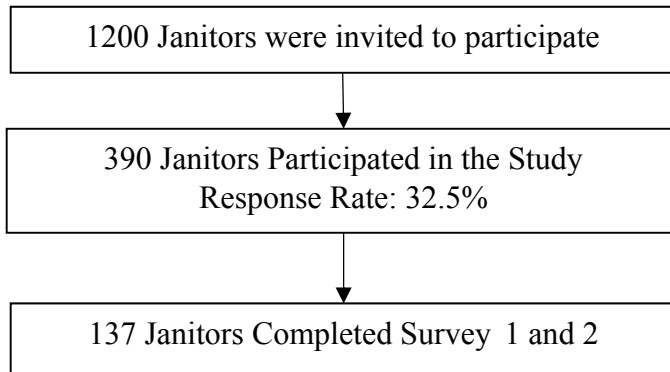 1200 Janitors were invited to participate
390 Janitors Participated in the Study
Response Rate: 32.5%
137 Janitors Completed Survey 1 and 2